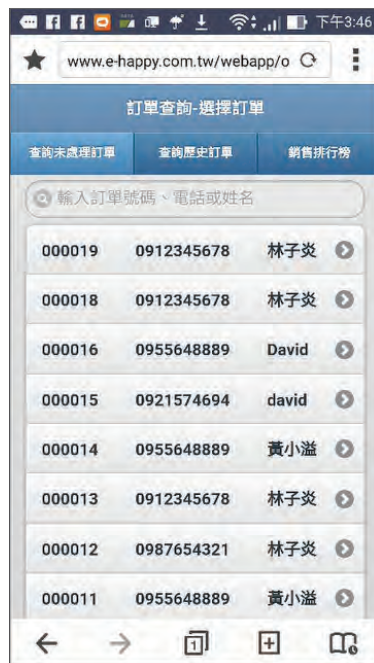 下午3:46
www.e-happy.com.tw/webapp/o
訂單查詢-選擇訂單
查詢未處理訂單 查詢歷史訂單 銷售排行榜
輸入訂單號碼、電話或姓名
000019 0912345678 林子炎
000018 0912345678 林子炎
000016 0955648889 David
000015 0921574694 david
000014 0955648889 黃小溢
000013 0912345678 林子炎
000012 0987654321 林子炎
000011 0955648889 黃小溢
1